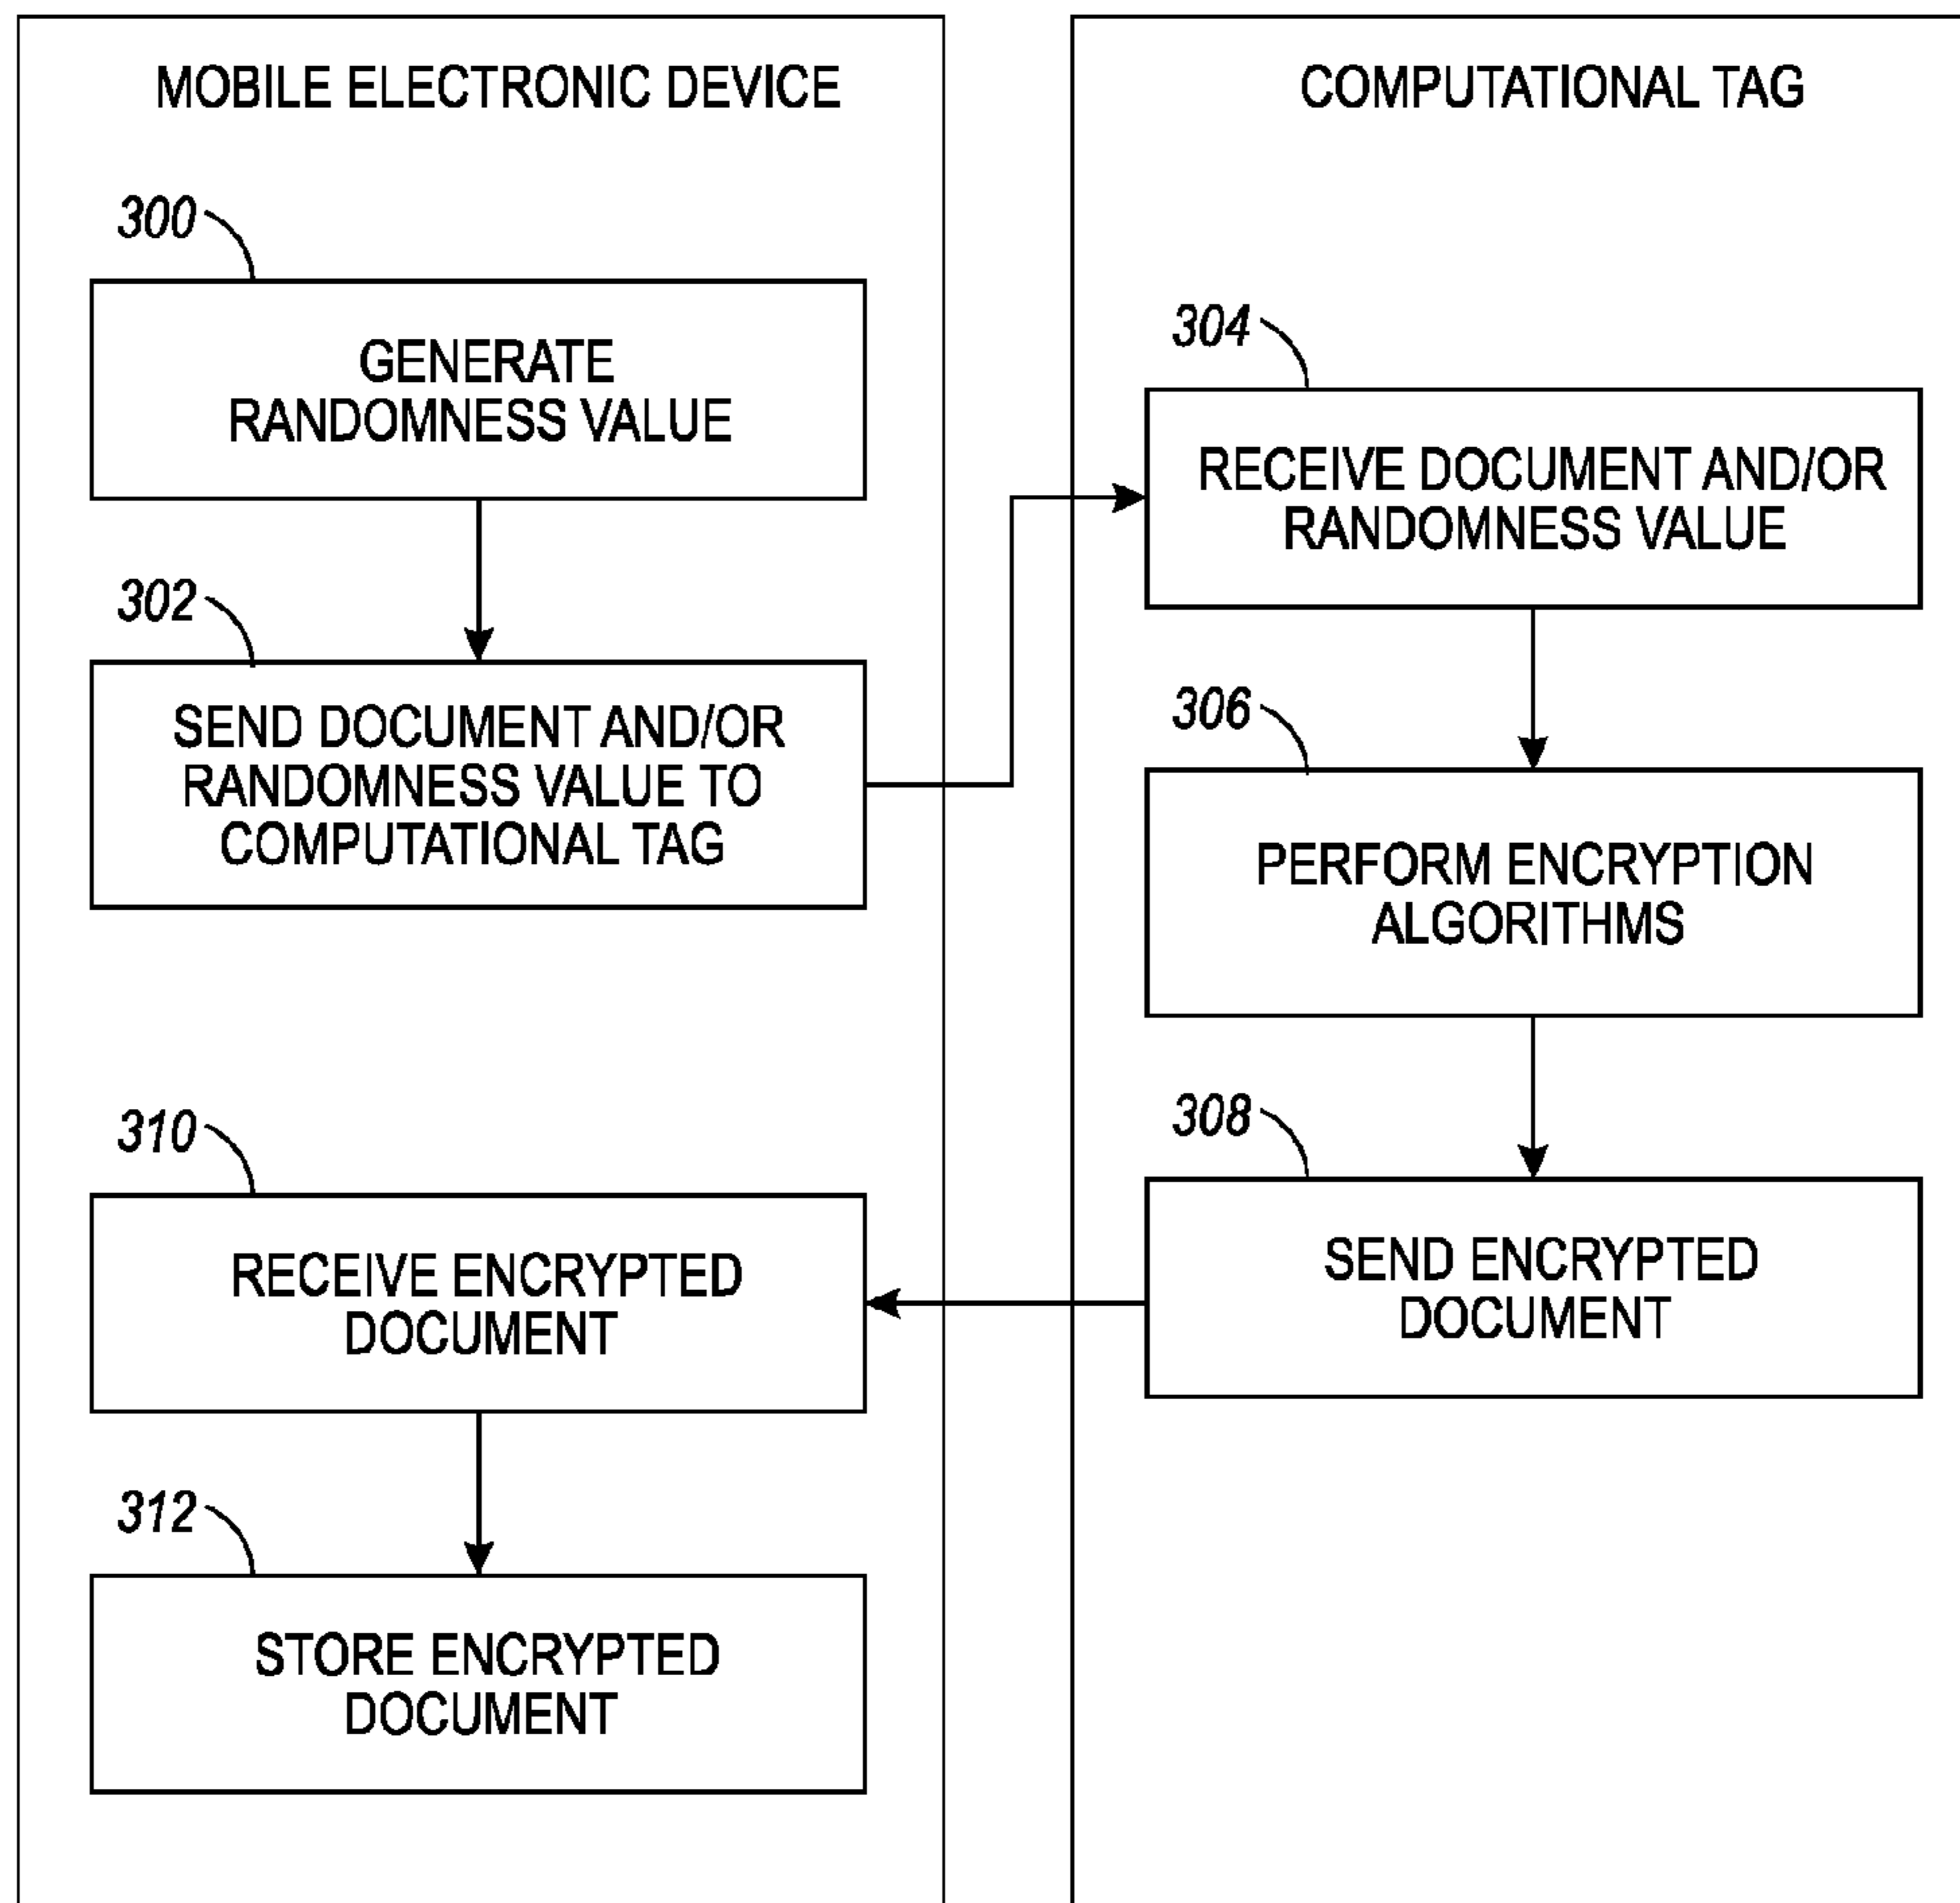 MOBILE ELECTRONIC DEVICE
300
GENERATE
RANDOMNESS VALUE
302
SEND DOCUMENT AND/OR
RANDOMNESS VALUE TO
COMPUTATIONAL TAG
310
RECEIVE ENCRYPTED
DOCUMENT
312
STORE ENCRYPTED
DOCUMENT
COMPUTATIONAL TAG
304
RECEIVE DOCUMENT AND/OR
RANDOMNESS VALUE
306
PERFORM ENCRYPTION
ALGORITHMS
308
SEND ENCRYPTED
DOCUMENT